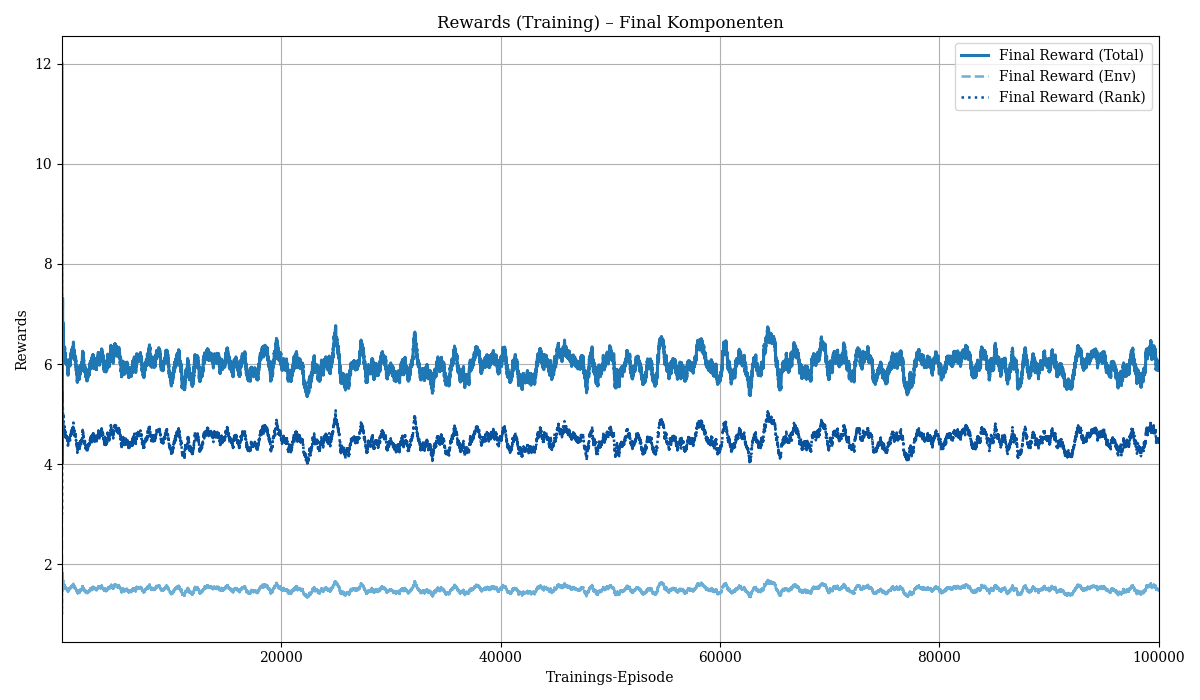 Rewards (Training) – Final Komponenten
Final Reward (Total)
Final Reward (Env)
Final Reward (Rank)
12
10
8
6
4
2
Rewards
20000
40000
60000
80000
100000
Trainings-Episode